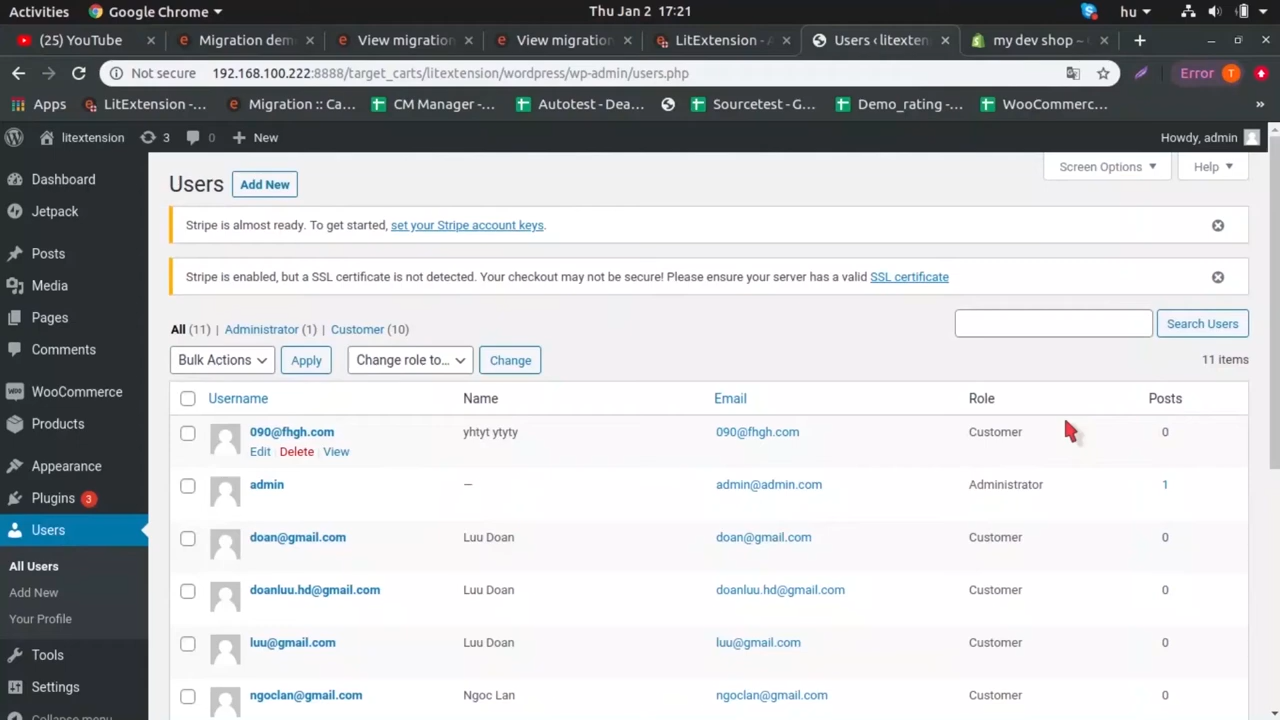 Activities Google Chrome Thu Jan 2 17:21 hu
(25) YouTube Migration dem View migration View migration LitExtension - A Users ‹ litexten my dev shop –
Not secure 192.168.100.222:8888/target_carts/litextension/wordpress/wp-admin/users.php Error T
Apps LitExtension -... Migration :: Ca... CM Manager -... Autotest - Dea... Sourcetest - G... Demo_rating -... WooCommerc... »
litextension 3 0 New Howdy, admin
Screen Options Help
Dashboard
Jetpack
Posts
Media
Pages
Comments
WooCommerce
Products
Appearance
Plugins 3
Users
All Users
Add New
Your Profile
Tools
Settings
Collapse menu
Users Add New
Stripe is almost ready. To get started, set your Stripe account keys.
Stripe is enabled, but a SSL certificate is not detected. Your checkout may not be secure! Please ensure your server has a valid SSL certificate
All (11) | Administrator (1) | Customer (10) Search Users
Bulk Actions Apply Change role to... Change 11 items
Username Name Email Role Posts
090@fhgh.com yhtyt ytyty 090@fhgh.com Customer 0
Edit | Delete | View
admin — admin@admin.com Administrator 1
doan@gmail.com Luu Doan doan@gmail.com Customer 0
doanluu.hd@gmail.com Luu Doan doanluu.hd@gmail.com Customer 0
luu@gmail.com Luu Doan luu@gmail.com Customer 0
ngoclan@gmail.com Ngoc Lan ngoclan@gmail.com Customer 0